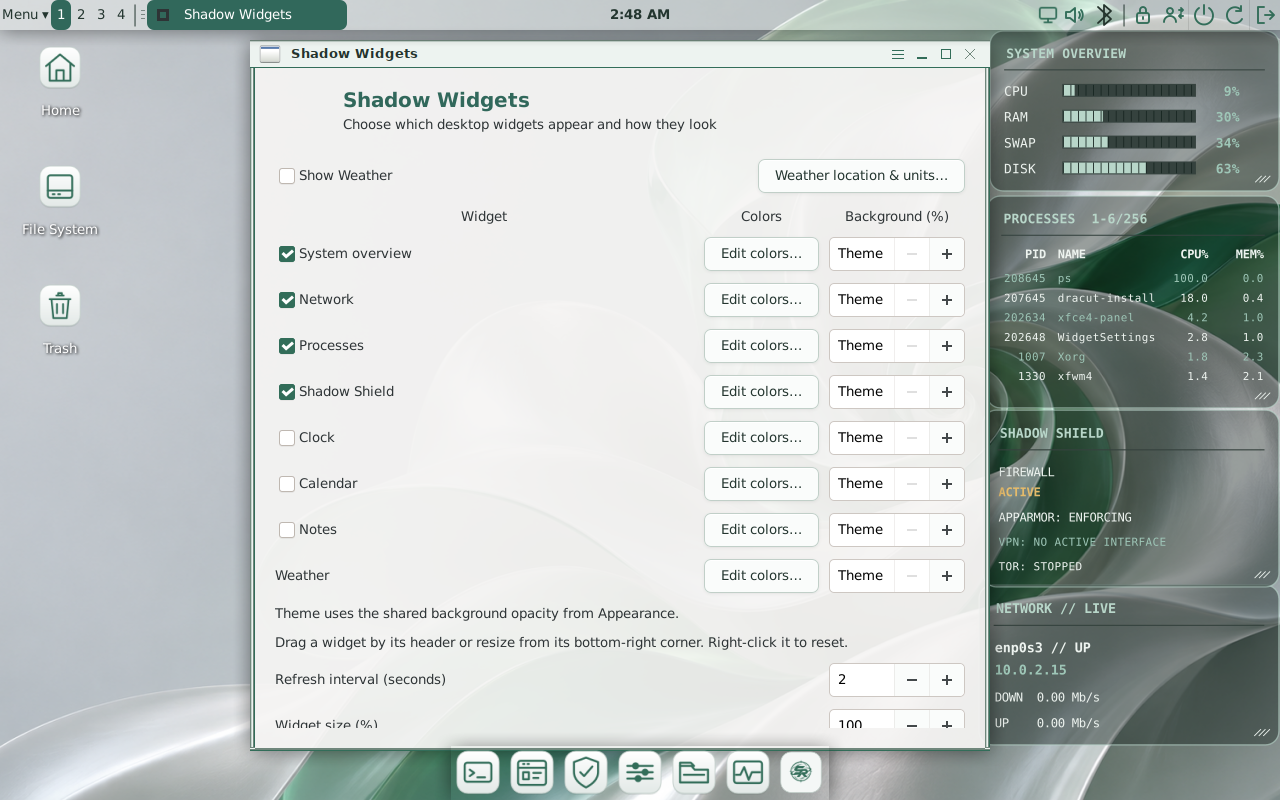 Menu ▾ 1 2 3 4 Shadow Widgets 2:48 AM
Home
File System
Trash
Shadow Widgets
Shadow Widgets
Choose which desktop widgets appear and how they look
Show Weather Weather location & units...
Widget Colors Background (%)
System overview Edit colors... Theme − +
Network Edit colors... Theme − +
Processes Edit colors... Theme − +
Shadow Shield Edit colors... Theme − +
Clock Edit colors... Theme − +
Calendar Edit colors... Theme − +
Notes Edit colors... Theme − +
Weather Edit colors... Theme − +
Theme uses the shared background opacity from Appearance.
Drag a widget by its header or resize from its bottom-right corner. Right-click it to reset.
Refresh interval (seconds) 2 − +
Widget size (%) 100 − +
SYSTEM OVERVIEW
CPU 9%
RAM 30%
SWAP 34%
DISK 63%
PROCESSES 1-6/256
PID NAME CPU% MEM%
208645 ps 100.0 0.0
207645 dracut-install 18.0 0.4
202634 xfce4-panel 4.2 1.0
202648 WidgetSettings 2.8 1.0
1007 Xorg 1.8 2.3
1330 xfwm4 1.4 2.1
SHADOW SHIELD
FIREWALL
ACTIVE
APPARMOR: ENFORCING
VPN: NO ACTIVE INTERFACE
TOR: STOPPED
NETWORK // LIVE
enp0s3 // UP
10.0.2.15
DOWN 0.00 Mb/s
UP 0.00 Mb/s